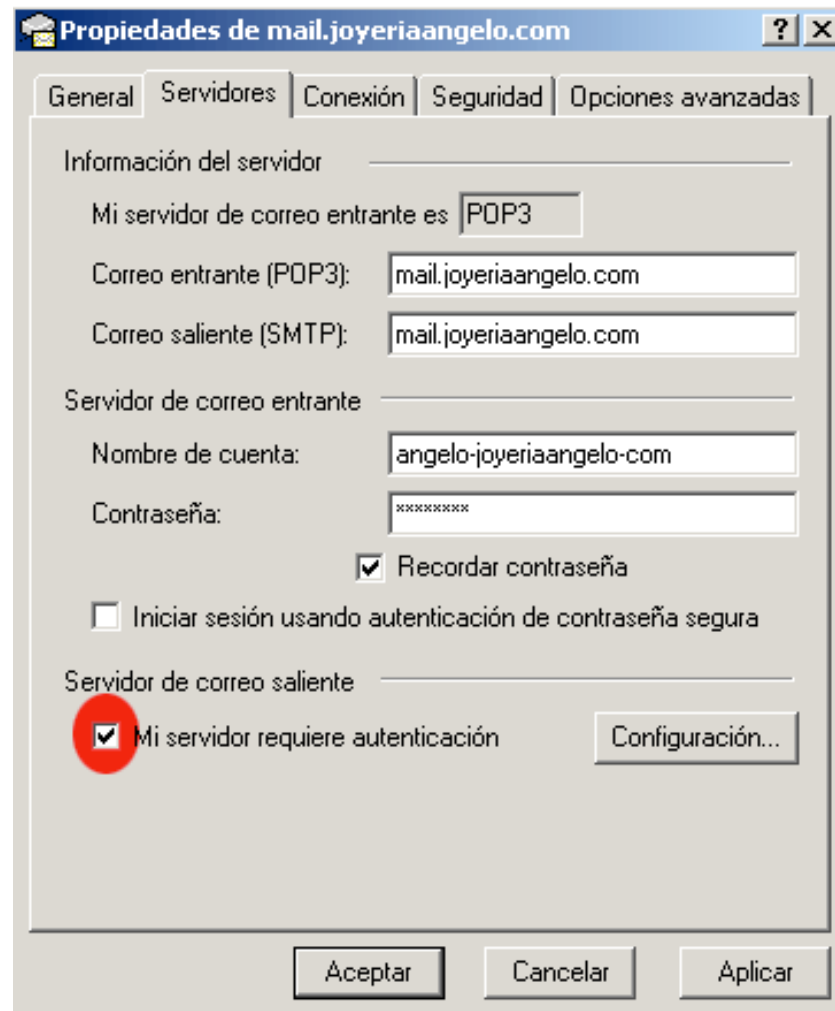 Propiedades de mail.joyeriaangelo.com ? X
General Servidores Conexión Seguridad Opciones avanzadas
Información del servidor
Mi servidor de correo entrante es POP3
Correo entrante (POP3): mail.joyeriaangelo.com
Correo saliente (SMTP): mail.joyeriaangelo.com
Servidor de correo entrante
Nombre de cuenta: angelo-joyeriaangelo-com
Contraseña: ××××××××
Recordar contraseña
Iniciar sesión usando autenticación de contraseña segura
Servidor de correo saliente
Mi servidor requiere autenticación Configuración...
Aceptar Cancelar Aplicar